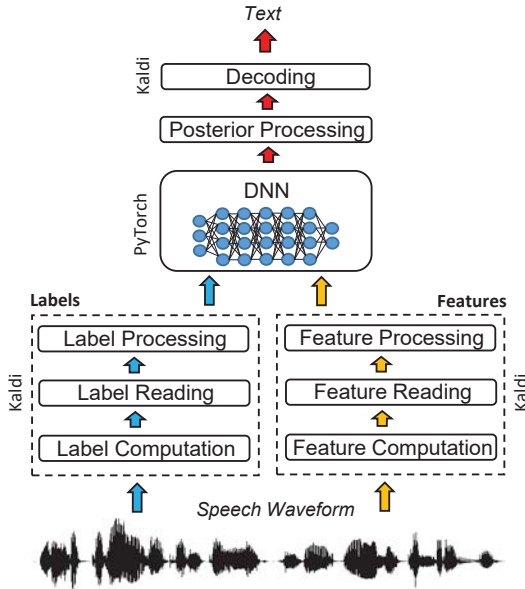 Text
Kaldi
Decoding
Posterior Processing
PyTorch
DNN
Labels
Features
Kaldi
Label Processing
Label Reading
Label Computation
Feature Processing
Feature Reading
Feature Computation
Kaldi
Speech Waveform